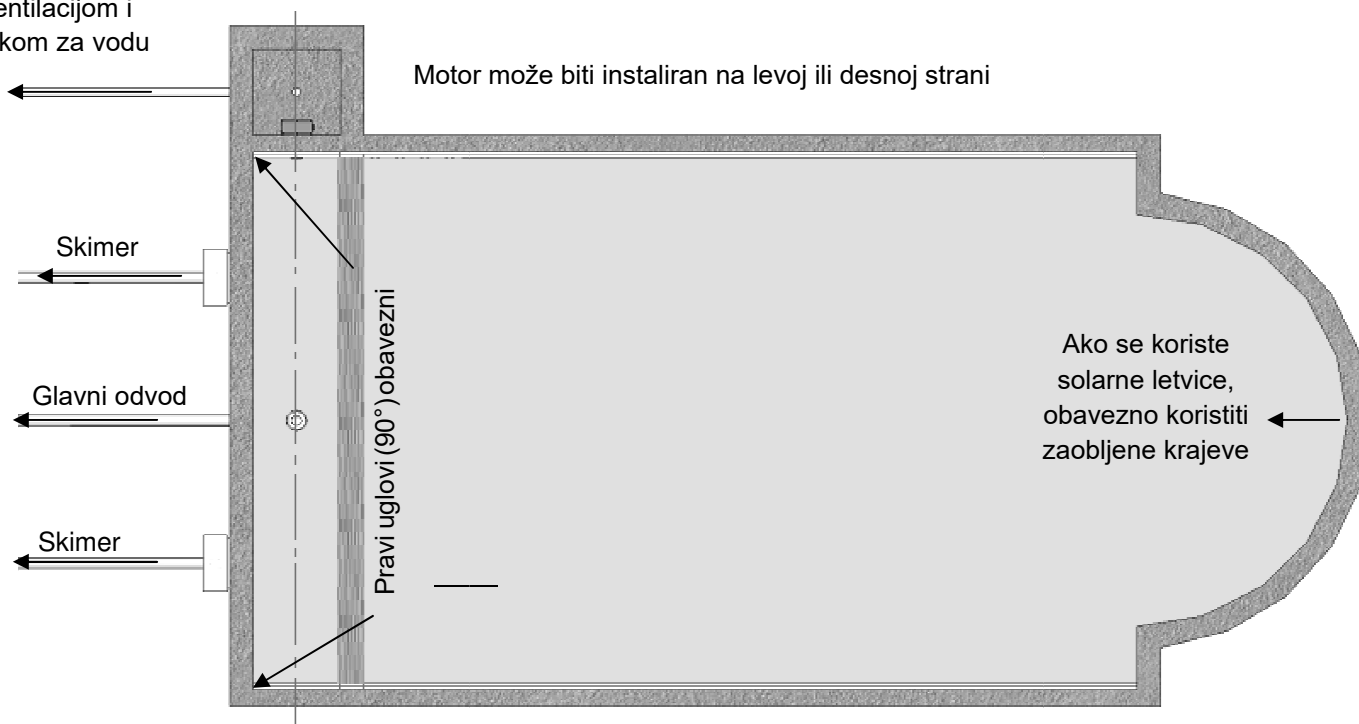 kom za vodu
Motor može biti instaliran na levoj ili desnoj strani
Skimer
Glavni odvod
Skimer
Pravi uglovi (90°) obavezni
Ako se koriste
solarne letvice,
obavezno koristiti
zaobljene krajeve